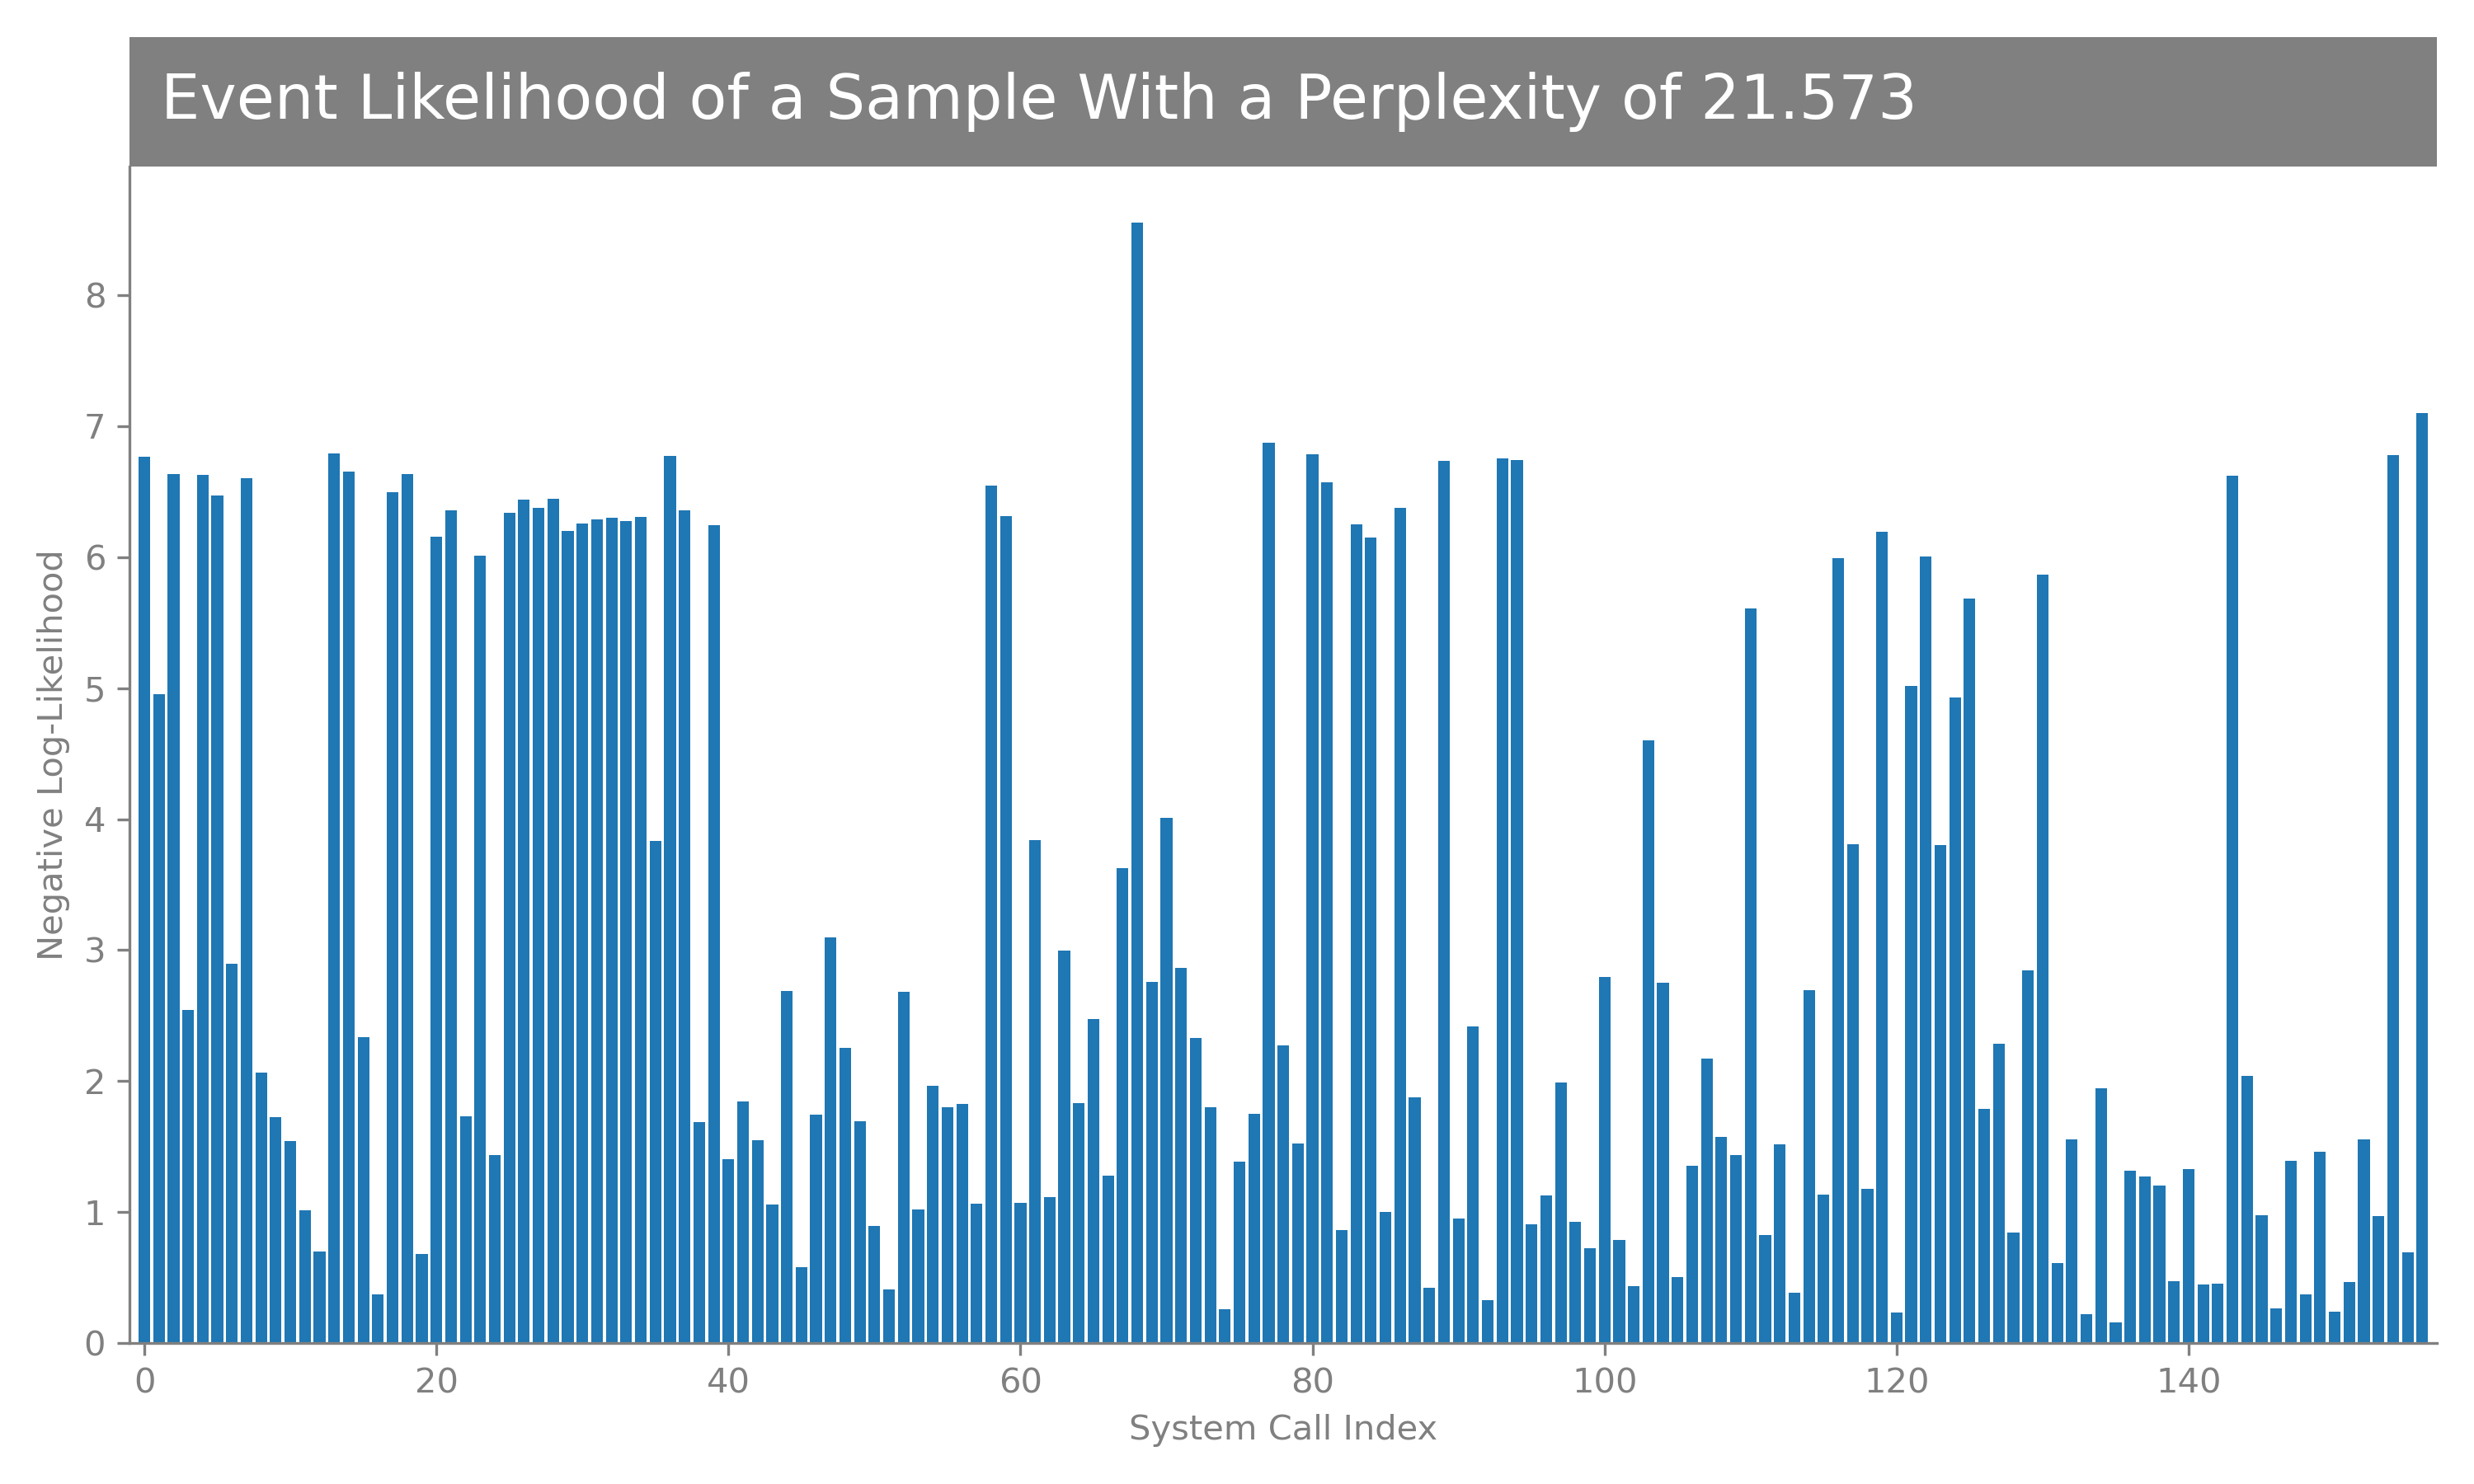 Event Likelihood of a Sample With a Perplexity of 21.573
8
7
6
5
4
3
2
1
0
Negative Log-Likelihood
0 20 40 60 80 100 120 140
System Call Index